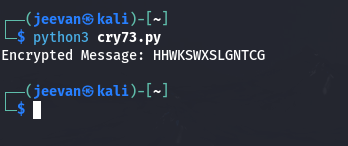 ┌──(jeevan㉿kali)-[~]
└─$ python3 cry73.py
Encrypted Message: HHWKSWXSLGNTCG
┌──(jeevan㉿kali)-[~]
└─$